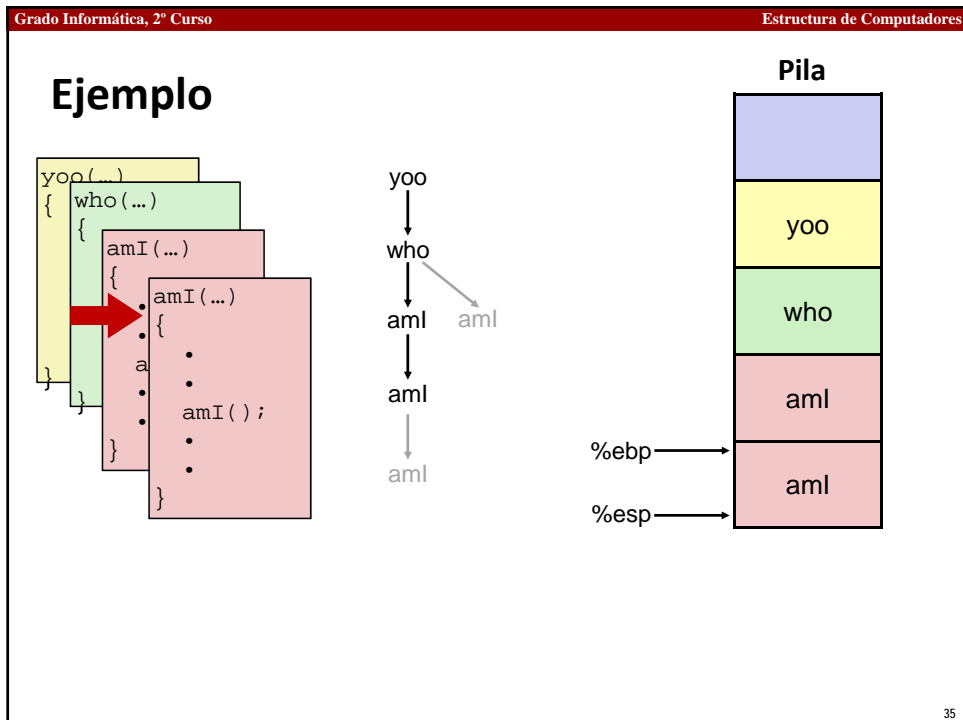 Grado Informática, 2º Curso
Estructura de Computadores
Ejemplo
yoo(…)
{
}
who(…)
{
}
amI(…)
{
•
•
a
•
•
}
amI(…)
{
•
•
amI();
•
•
}
yoo
who
amI
amI
amI
amI
Pila
yoo
who
amI
amI
%ebp
%esp
35